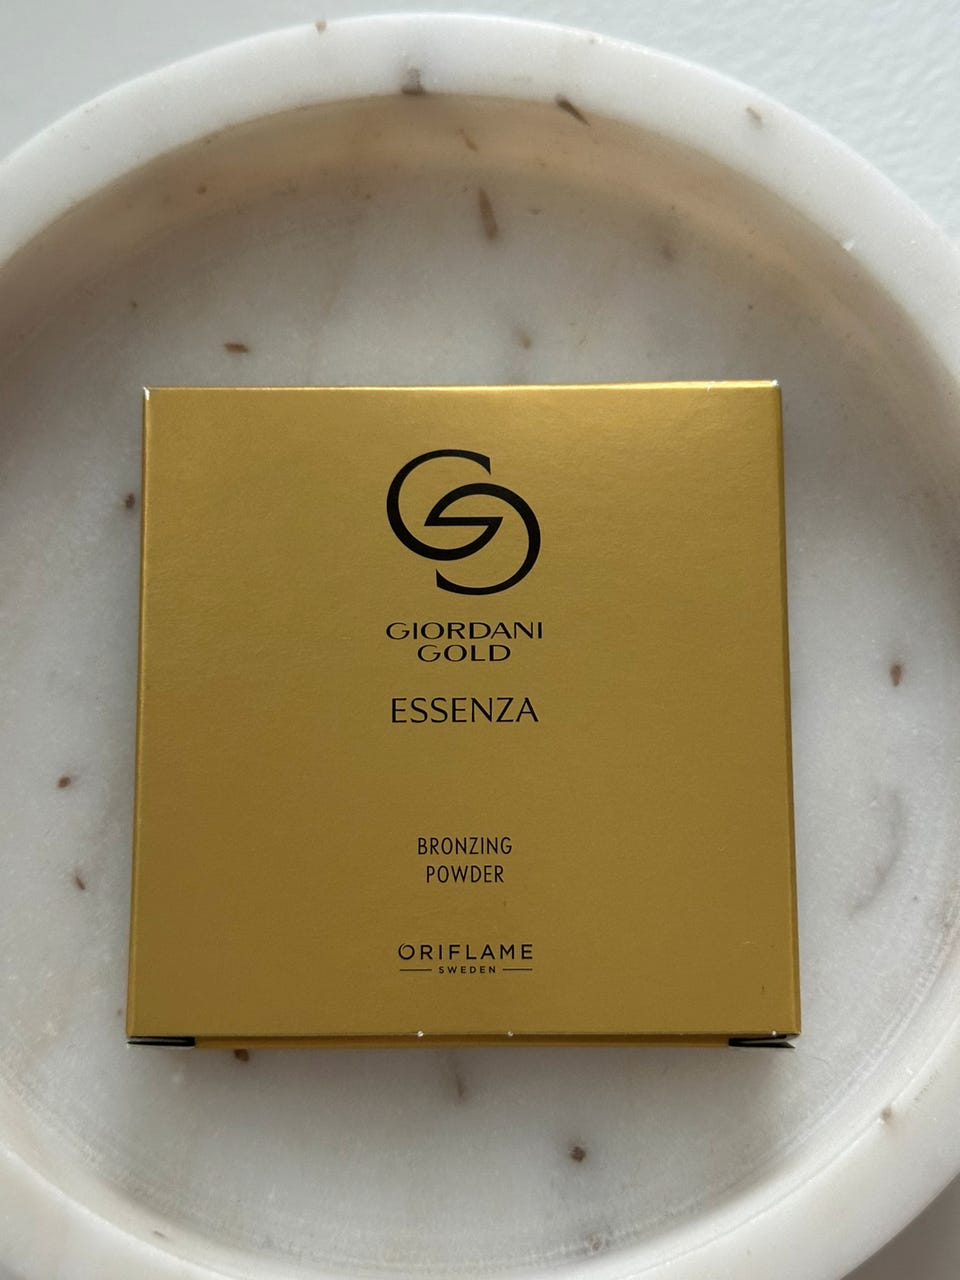 GIORDANI
GOLD
ESSENZA
BRONZING
POWDER
ORIFLAME
SWEDEN